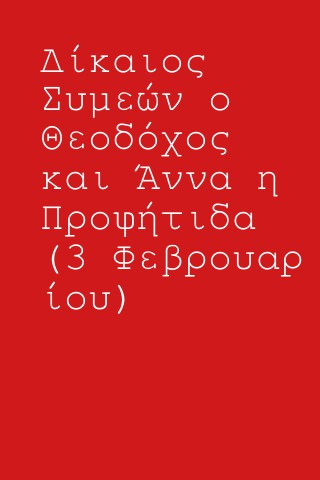 Δίκαιος
Συμεών ο
Θεοδόχος
και Άννα η
Προφήτιδα
(3 Φεβρουαρ
ίου)